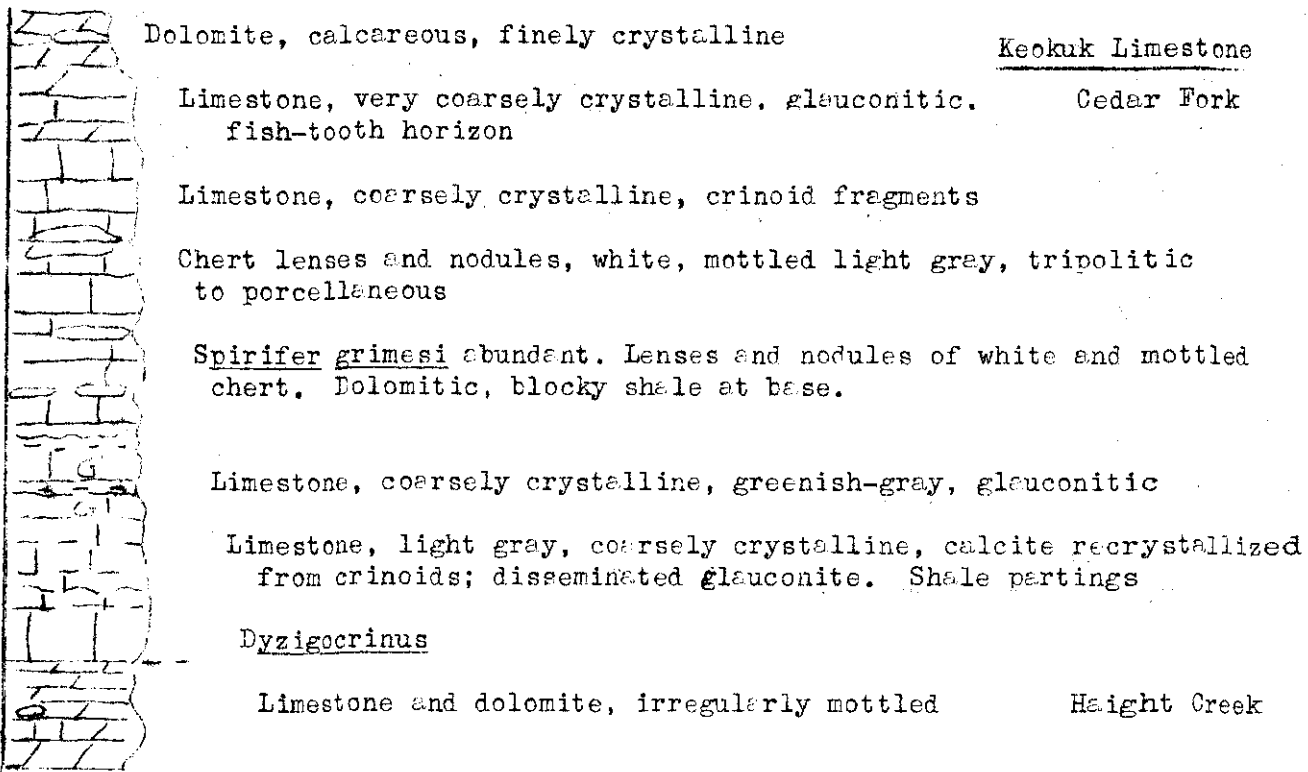 Dolomite, calcareous, finely crystalline
Keokuk Limestone
Limestone, very coarsely crystalline, glauconitic. Cedar Fork
fish-tooth horizon
Limestone, coarsely crystalline, crinoid fragments
Chert lenses and nodules, white, mottled light gray, tripolitic
to porcellaneous
Spirifer grimesi abundant. Lenses and nodules of white and mottled
chert. Dolomitic, blocky shale at base.
G
Limestone, coarsely crystalline, greenish-gray, glauconitic
G
Limestone, light gray, coarsely crystalline, calcite recrystallized
from crinoids; disseminated glauconite. Shale partings
Dyzigocrinus
Limestone and dolomite, irregularly mottled Haight Creek